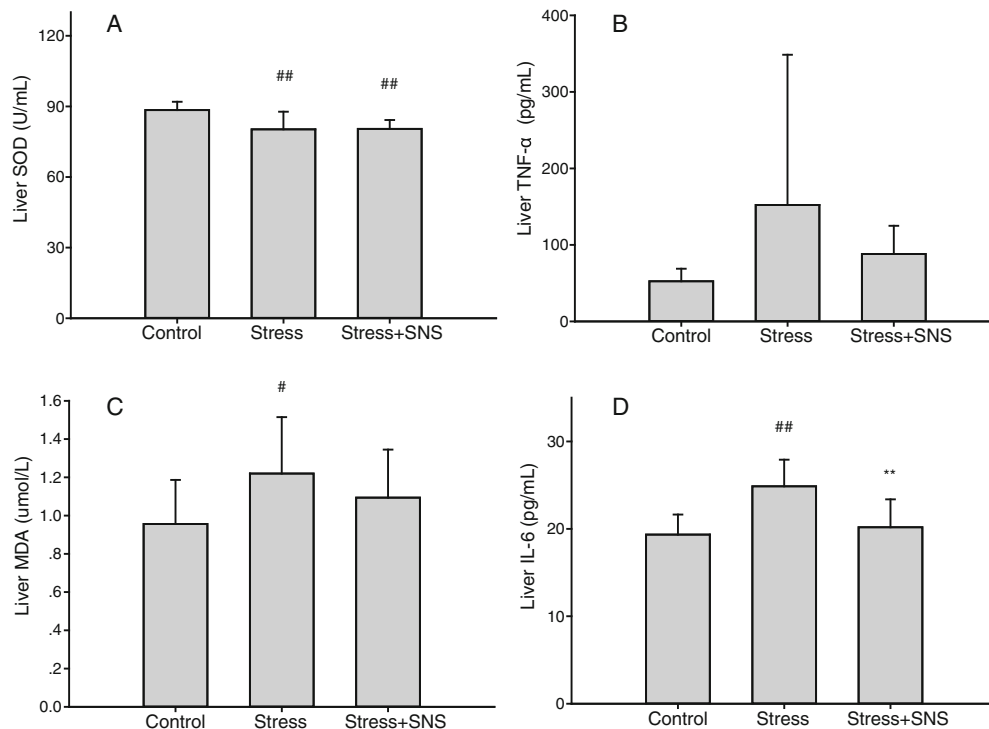 A
Liver SOD (U/mL)
120
90
60
30
0
##
##
Control
Stress
Stress+SNS
B
Liver TNF-α (pg/mL)
400
300
200
100
0
Control
Stress
Stress+SNS
C
Liver MDA (umol/L)
1.6
1.4
1.2
1.0
.8
.6
.4
.2
0.0
#
Control
Stress
Stress+SNS
D
Liver IL-6 (pg/mL)
30
20
10
0
##
**
Control
Stress
Stress+SNS